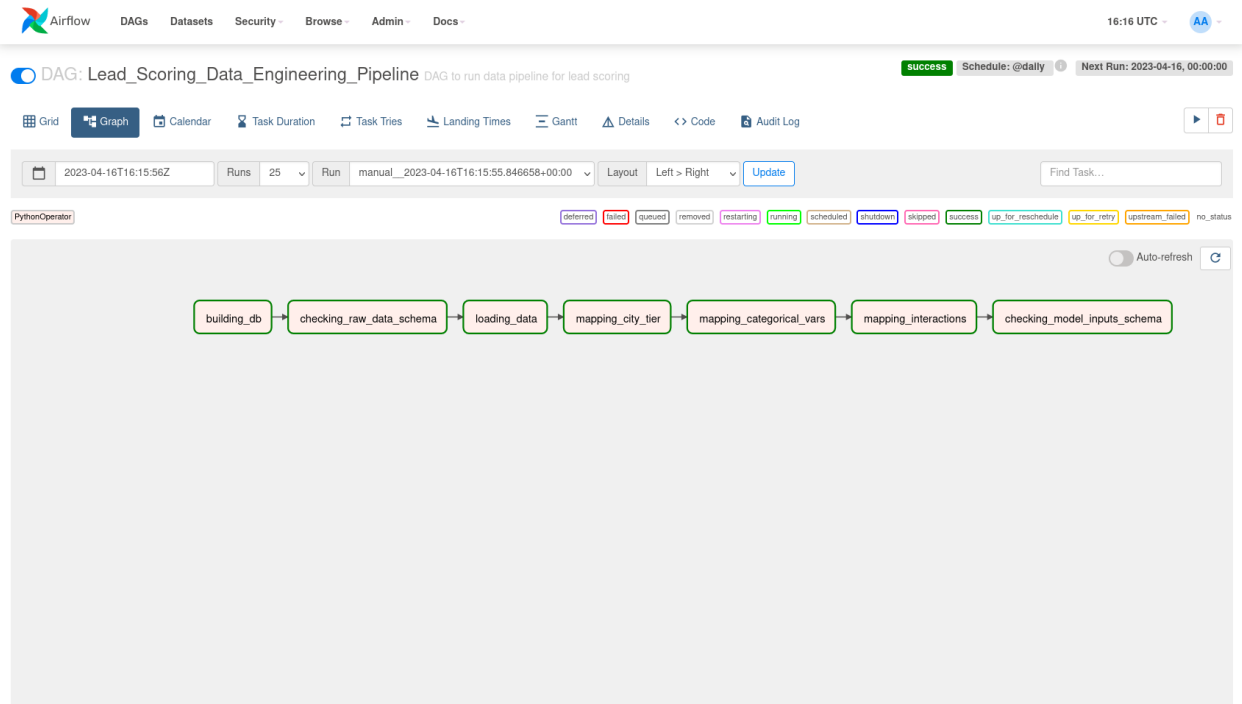 Airflow DAGs Datasets Security Browse Admin Docs 16:16 UTC AA
DAG: Lead_Scoring_Data_Engineering_Pipeline DAG to run data pipeline for lead scoring success Schedule: @daily Next Run: 2023-04-16, 00:00:00
Grid Graph Calendar Task Duration Task Tries Landing Times Gantt Details <> Code Audit Log
2023-04-16T16:15:56Z Runs 25 Run manual__2023-04-16T16:15:55.846658+00:00 Layout Left > Right Update Find Task...
PythonOperator deferred failed queued removed restarting running scheduled shutdown skipped success up_for_reschedule up_for_retry upstream_failed no_status
Auto-refresh
building_db checking_raw_data_schema loading_data mapping_city_tier mapping_categorical_vars mapping_interactions checking_model_inputs_schema